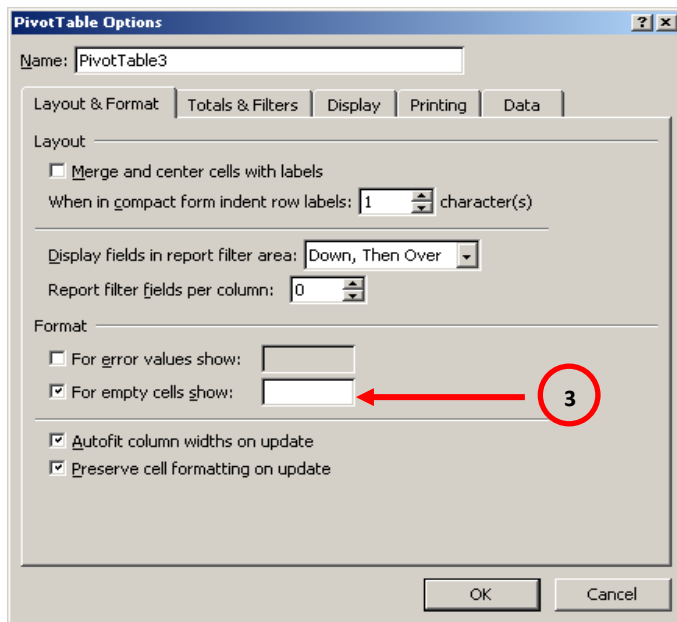 PivotTable Options
Name: PivotTable3
Layout & Format Totals & Filters Display Printing Data
Layout
Merge and center cells with labels
When in compact form indent row labels: 1 character(s)
Display fields in report filter area: Down, Then Over
Report filter fields per column: 0
Format
For error values show:
For empty cells show: 3
Autofit column widths on update
Preserve cell formatting on update
OK Cancel